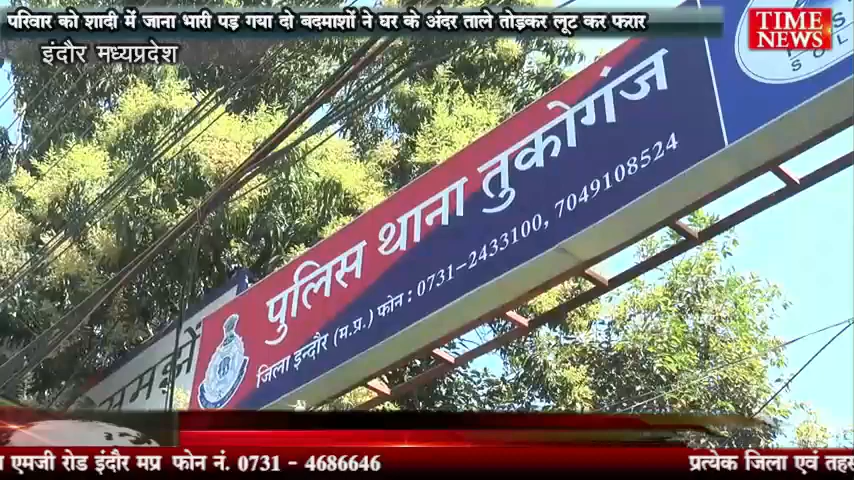 परिवार को शादी में जाना भारी पड़ गया दो बदमाशों ने घर के अंदर ताले तोड़कर लूट कर फरार
इंदौर मध्यप्रदेश
TIME
NEWS
पुलिस थाना तुकोगंज
जिला इन्दौर (म.प्र.) फोन : 0731-2433100, 7049108524
एमजी रोड इंदौर मप्र फोन नं. 0731 - 4686646
प्रत्येक जिला एवं